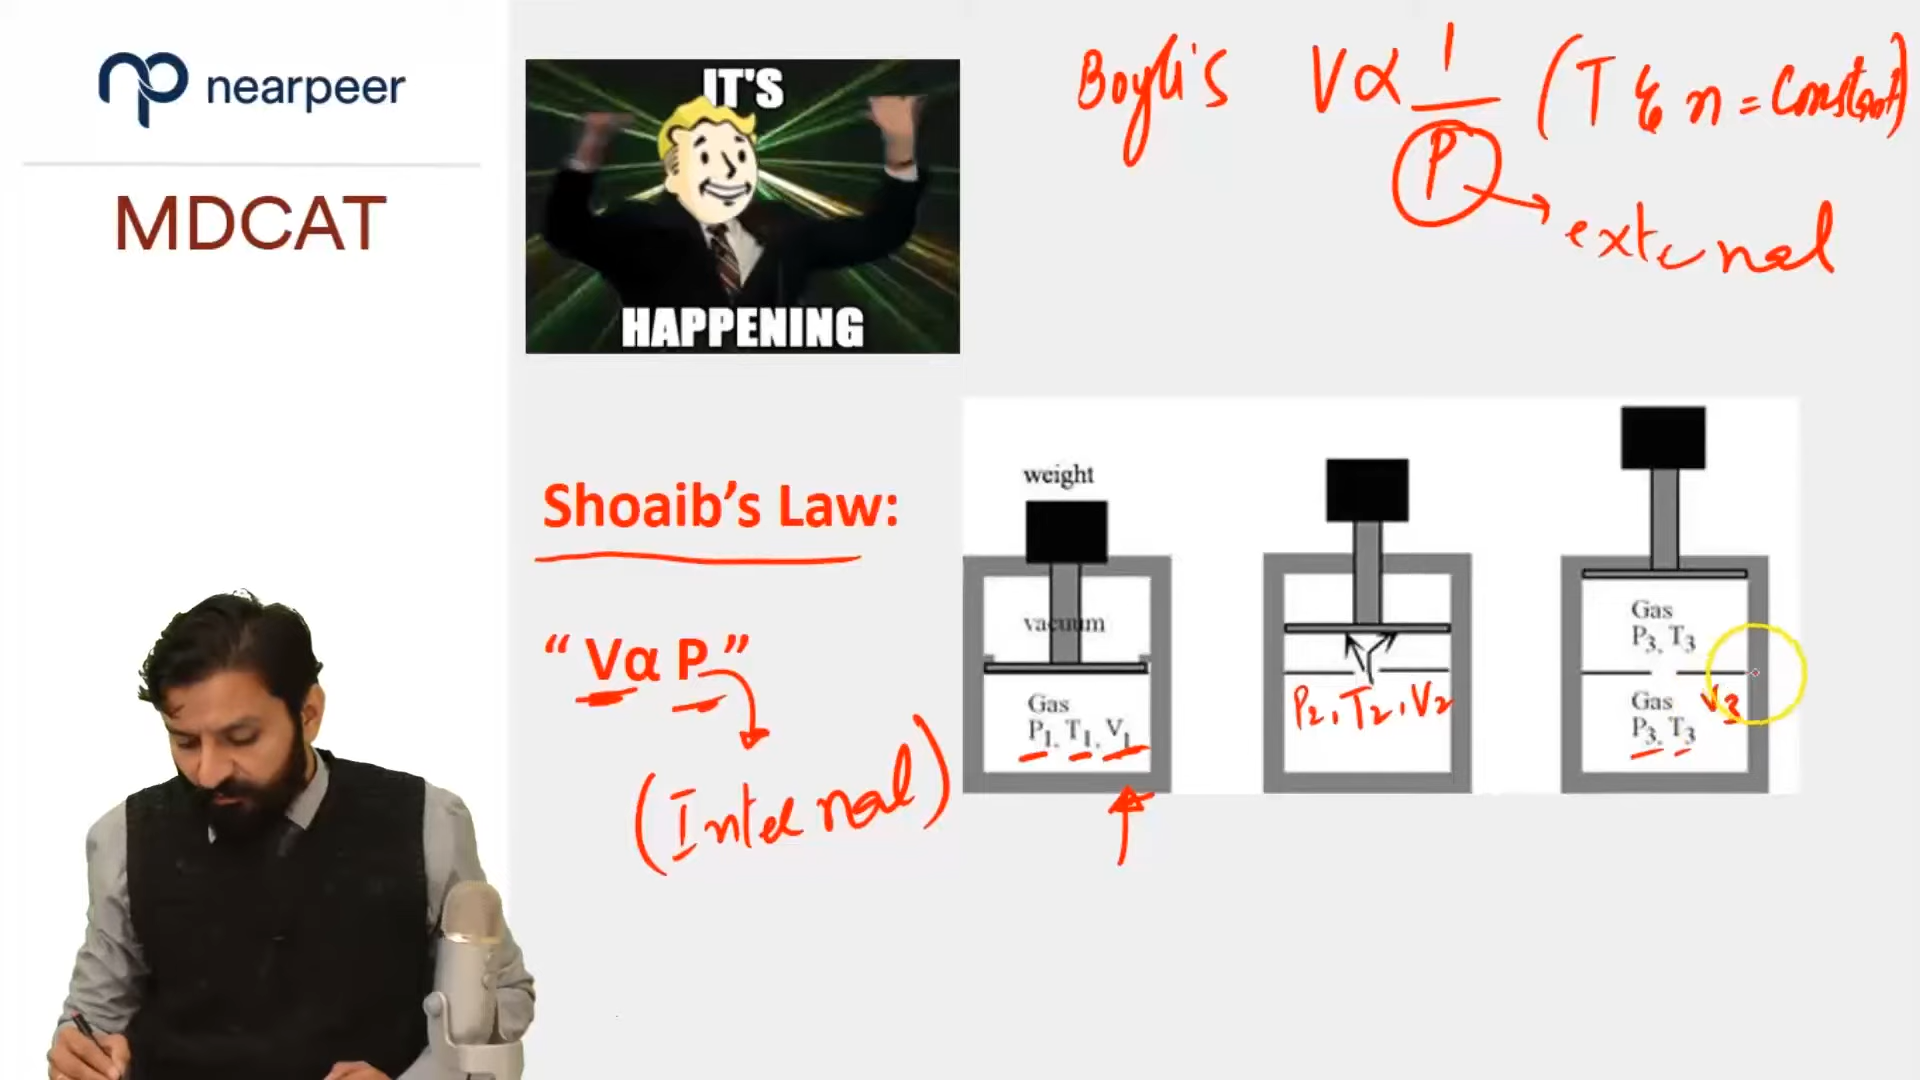 nearpeer
MDCAT
IT'S
HAPPENING
Boyle's V α 1/P (T & n = Constant)
external
Shoaib's Law:
“ Vα P ”
(Internal)
weight
vacuum
Gas
P1, T1, V1
P2, T2, V2
Gas
P3, T3
Gas V3
P3, T3